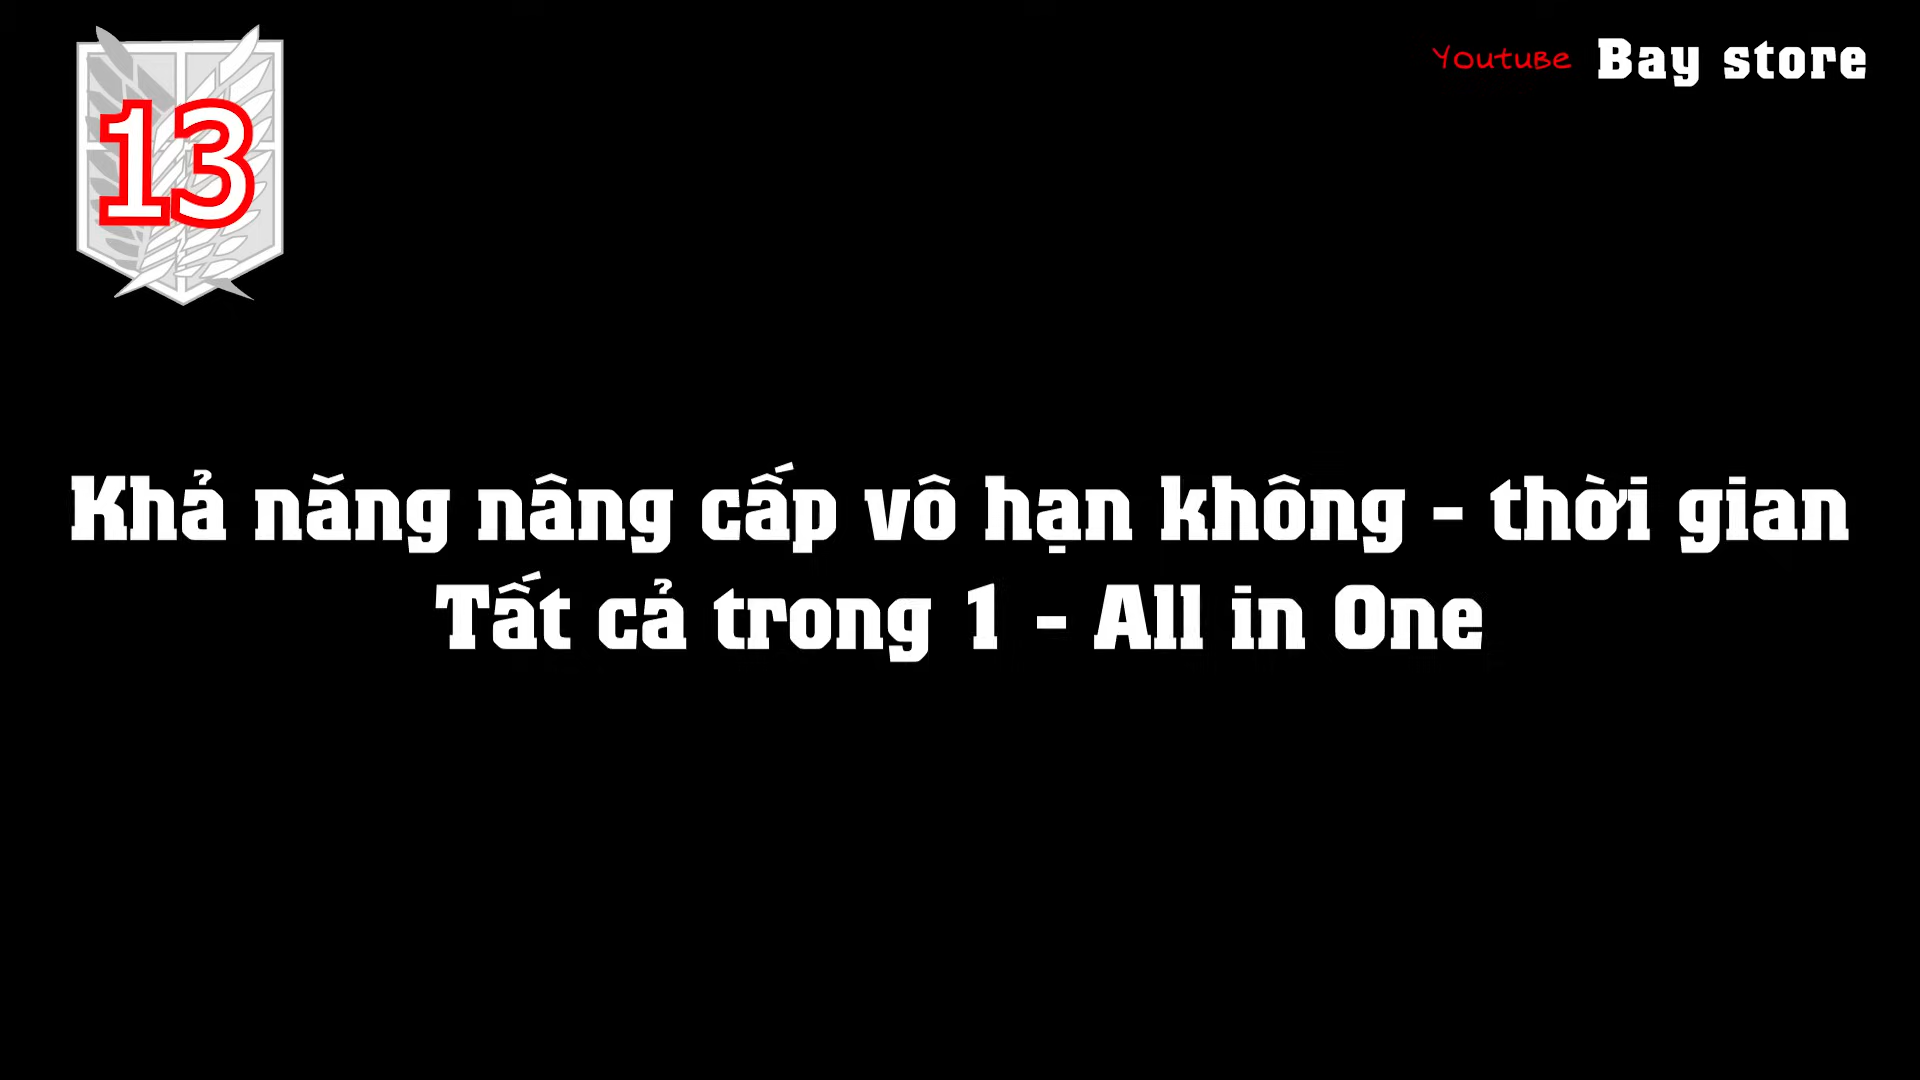 13
Youtube Bay store
Khả năng nâng cấp vô hạn không - thời gian
Tất cả trong 1 - All in One